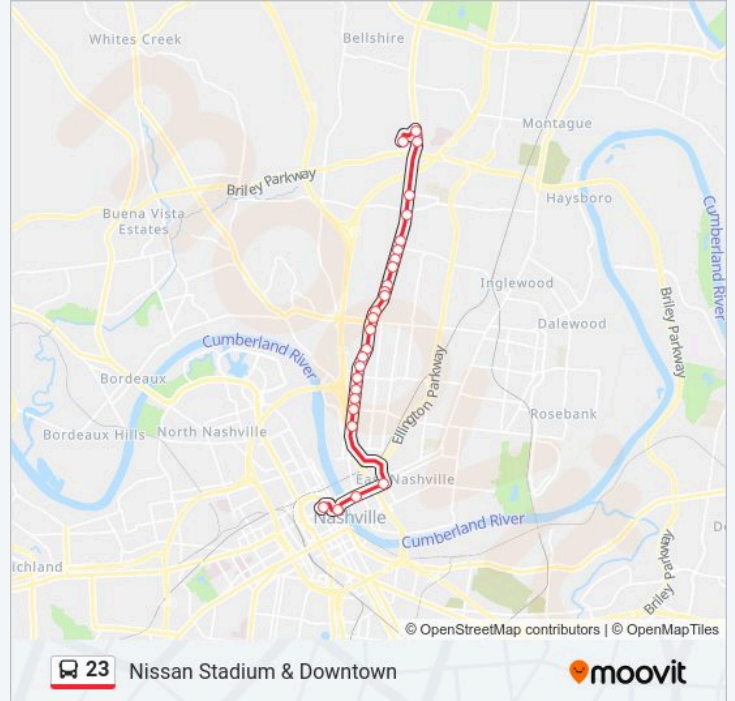 Whites Creek
Bellshire
Montague
Briley Parkway
Haysboro
Buena Vista
Estates
Cumberland River
Inglewood
Briley Parkway
Dalewood
Cumberland River
Ellington Parkway
Bordeaux
Rosebank
Bordeaux Hills
North Nashville
East Nashville
Nashville
Cumberland River
ichland
Briley Parkway
© OpenStreetMap contributors | © OpenMapTiles
23 Nissan Stadium & Downtown
moovit